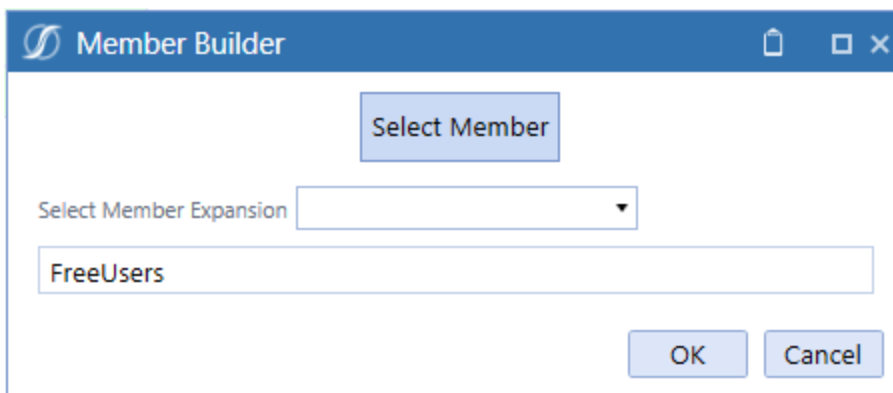 Member Builder
Select Member
Select Member Expansion
FreeUsers
OK Cancel